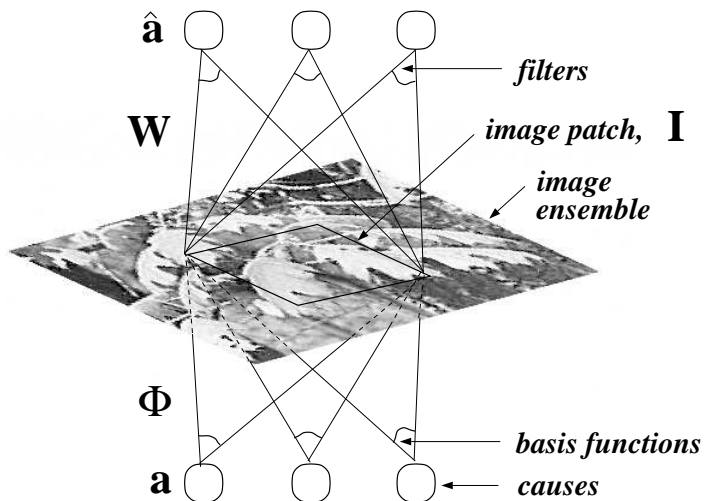 â
filters
W
image patch, I
image
ensemble
Φ
basis functions
a
causes